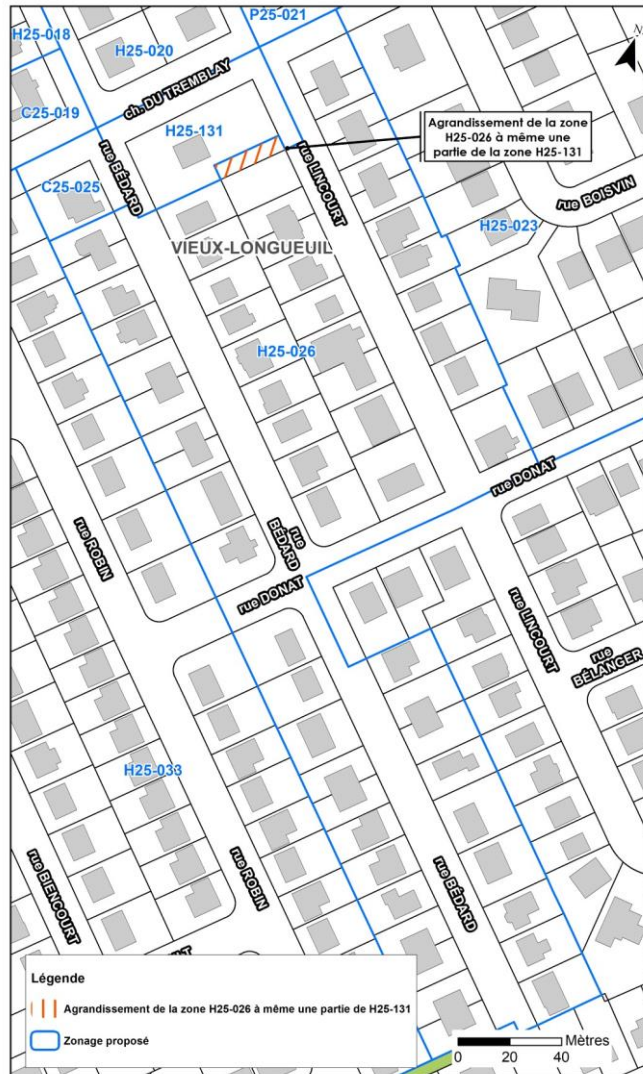 P25-021
H25-018
H25-020
C25-019
ch. DU TREMBLAY
N
H25-131
Agrandissement de la zone
H25-026 à même une
partie de la zone H25-131
rue BÉDARD
rue LINCOURT
C25-025
rue BOISVIN
H25-023
VIEUX-LONGUEUIL
H25-026
rue DONAT
rue ROBIN
rue
BÉDARD
rue DONAT
rue LINCOURT
rue
BÉLANGER
H25-033
rue BIENCOURT
rue ROBIN
rue BÉDARD
Légende
Agrandissement de la zone H25-026 à même une partie de H25-131
Zonage proposé
Mètres
0 20 40